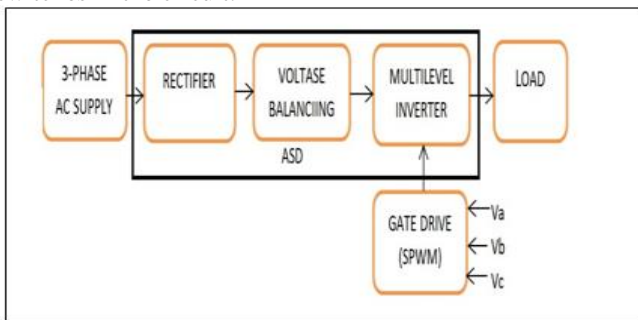 3-PHASE
AC SUPPLY
RECTIFIER
VOLTASE
BALANCIING
MULTILEVEL
INVERTER
LOAD
ASD
GATE DRIVE
(SPWM)
Va
Vb
Vc